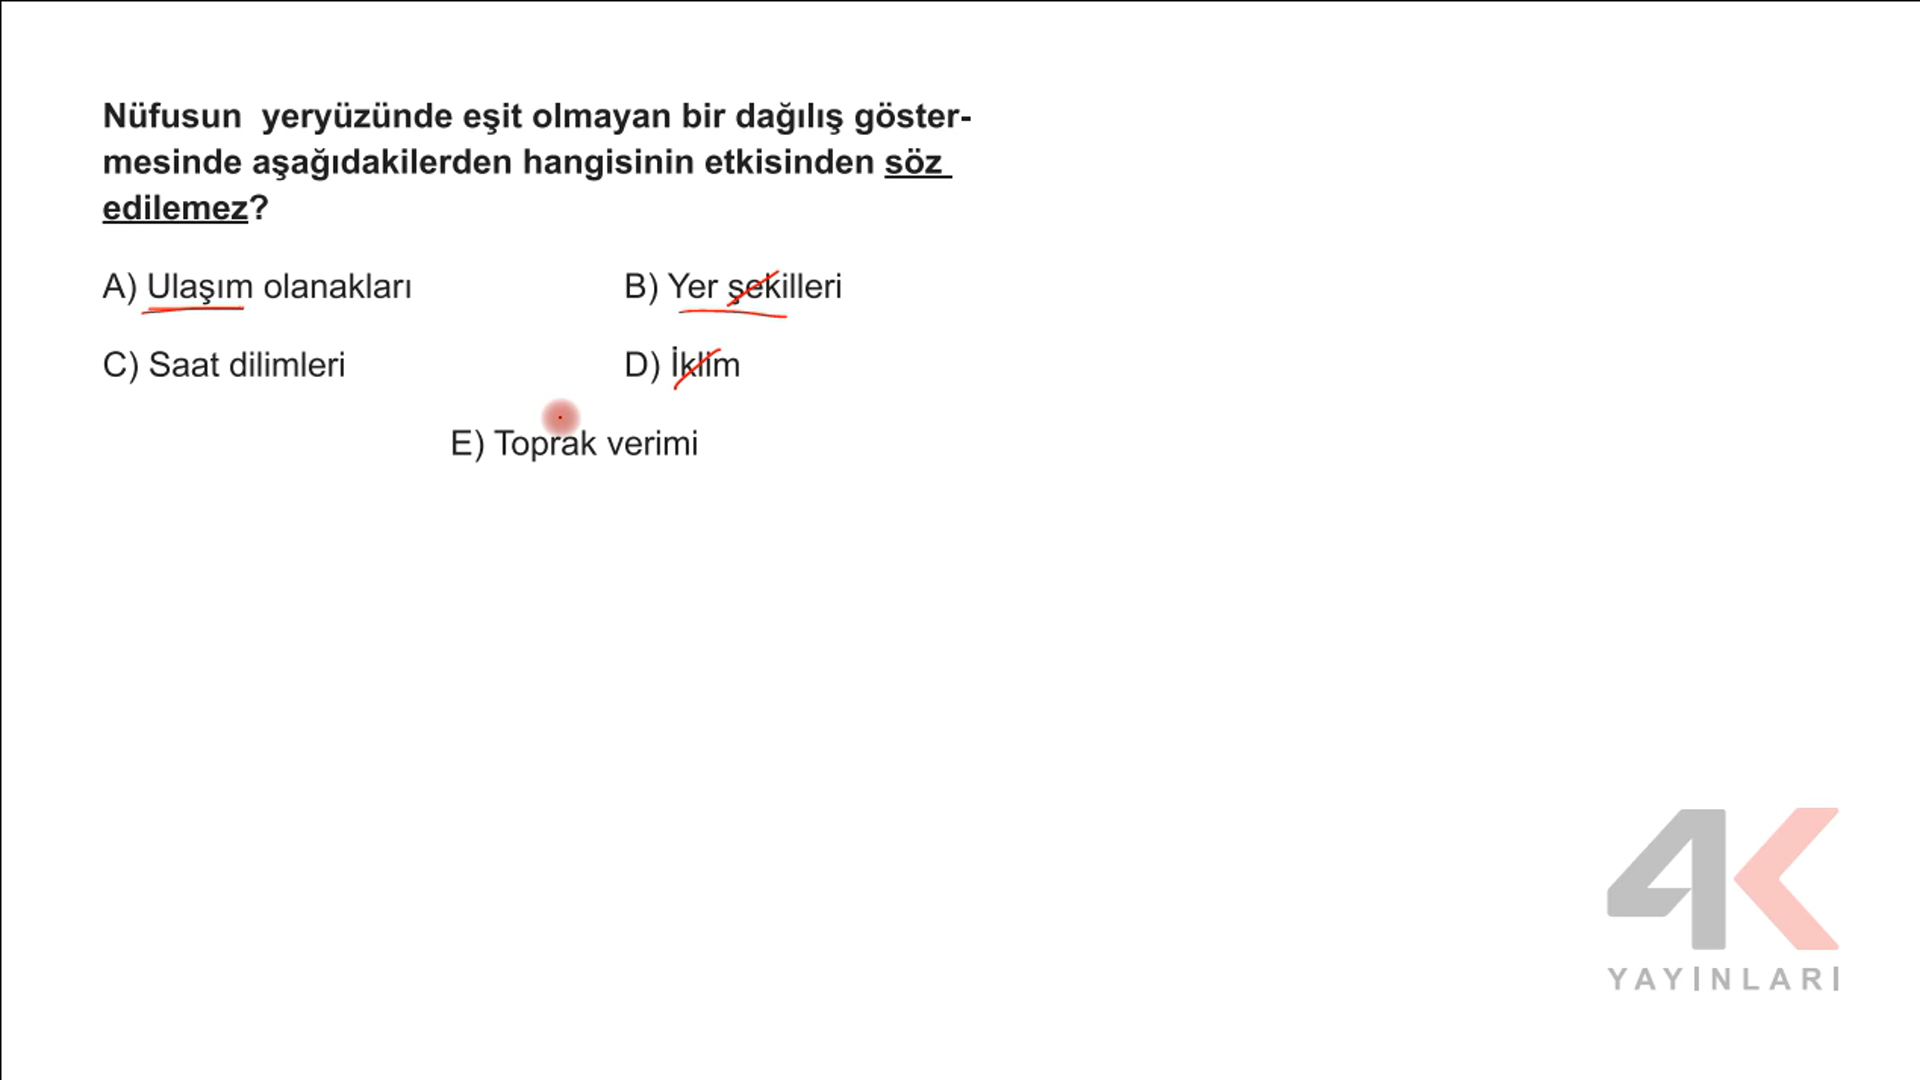 Nüfusun yeryüzünde eşit olmayan bir dağılış göster-
mesinde aşağıdakilerden hangisinin etkisinden söz
edilemez?
A) Ulaşım olanakları B) Yer şekilleri
C) Saat dilimleri D) İklim
E) Toprak verimi
4K
YAYINLARI